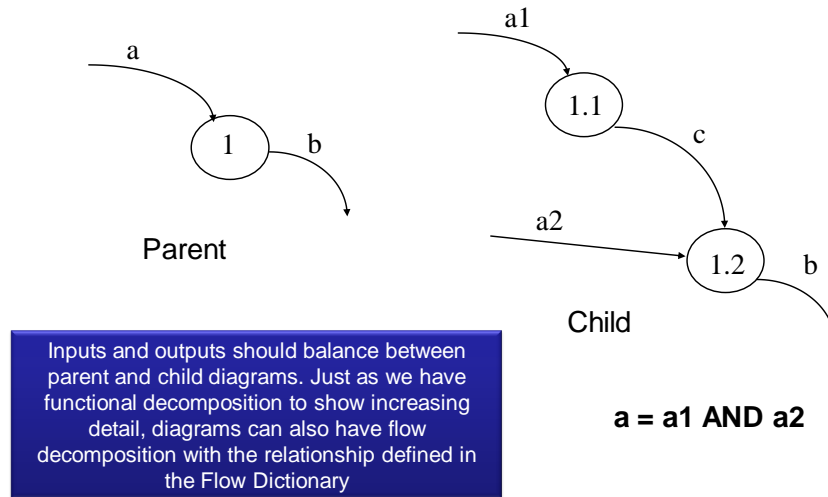 a
1
b
Parent
a1
1.1
c
a2
1.2
b
Child
Inputs and outputs should balance between
parent and child diagrams. Just as we have
functional decomposition to show increasing
detail, diagrams can also have flow
decomposition with the relationship defined in
the Flow Dictionary
a = a1 AND a2